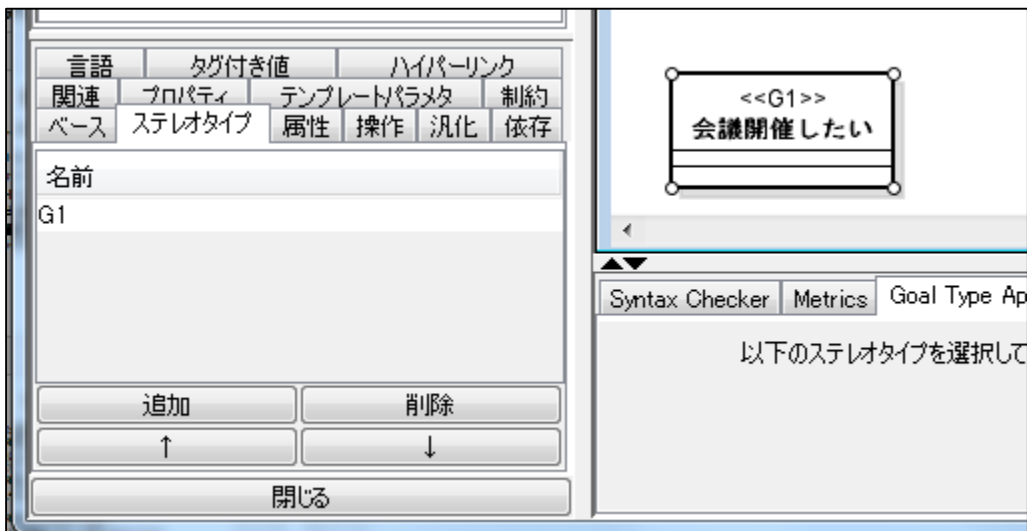 言語 タグ付き値 ハイパーリンク
関連 プロパティ テンプレートパラメタ 制約
ベース ステレオタイプ 属性 操作 汎化 依存
名前
G1
追加 削除
↑ ↓
閉じる
<<G1>>
会議開催したい
Syntax Checker Metrics Goal Type Ap
以下のステレオタイプを選択して